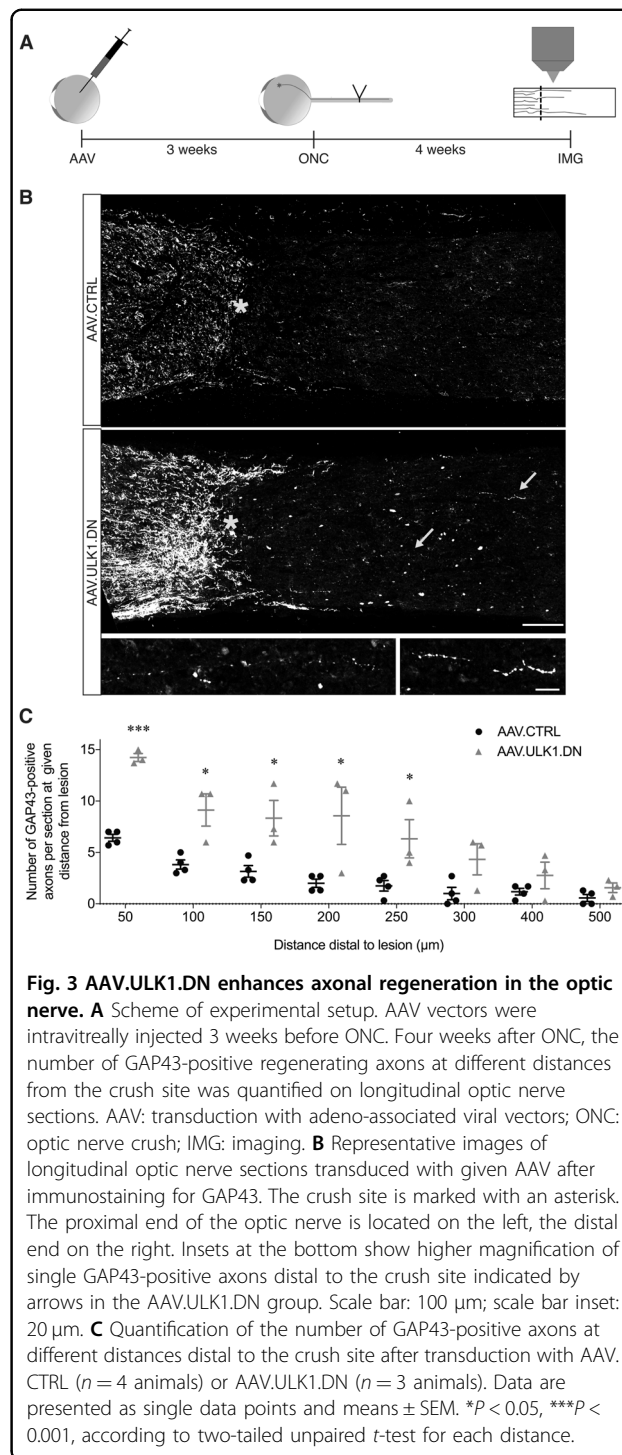 A
3 weeks
4 weeks
AAV
ONC
IMG
B
AAV.CTRL
*
AAV.ULK1.DN
*
C
Number of GAP43-positive
axons per section at given
distance from lesion
15
10
5
0
***
*
*
*
*
AAV.CTRL
AAV.ULK1.DN
50
100
150
200
250
300
400
500
Distance distal to lesion (µm)
Fig. 3 AAV.ULK1.DN enhances axonal regeneration in the optic
nerve. A Scheme of experimental setup. AAV vectors were
intravitreally injected 3 weeks before ONC. Four weeks after ONC, the
number of GAP43-positive regenerating axons at different distances
from the crush site was quantified on longitudinal optic nerve
sections. AAV: transduction with adeno-associated viral vectors; ONC:
optic nerve crush; IMG: imaging. B Representative images of
longitudinal optic nerve sections transduced with given AAV after
immunostaining for GAP43. The crush site is marked with an asterisk.
The proximal end of the optic nerve is located on the left, the distal
end on the right. Insets at the bottom show higher magnification of
single GAP43-positive axons distal to the crush site indicated by
arrows in the AAV.ULK1.DN group. Scale bar: 100 µm; scale bar inset:
20 µm. C Quantification of the number of GAP43-positive axons at
different distances distal to the crush site after transduction with AAV.
CTRL (n = 4 animals) or AAV.ULK1.DN (n = 3 animals). Data are
presented as single data points and means ± SEM. *P < 0.05, ***P <
0.001, according to two-tailed unpaired t-test for each distance.